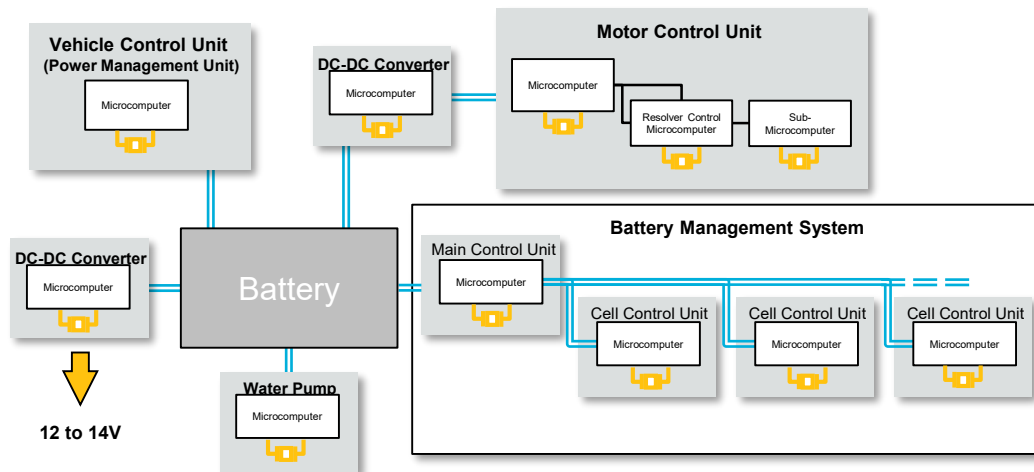 Vehicle Control Unit
(Power Management Unit)
Microcomputer
DC-DC Converter
Microcomputer
Motor Control Unit
Microcomputer
Resolver Control
Microcomputer
Sub-
Microcomputer
DC-DC Converter
Microcomputer
12 to 14V
Battery
Water Pump
Microcomputer
Battery Management System
Main Control Unit
Microcomputer
Cell Control Unit
Microcomputer
Cell Control Unit
Microcomputer
Cell Control Unit
Microcomputer